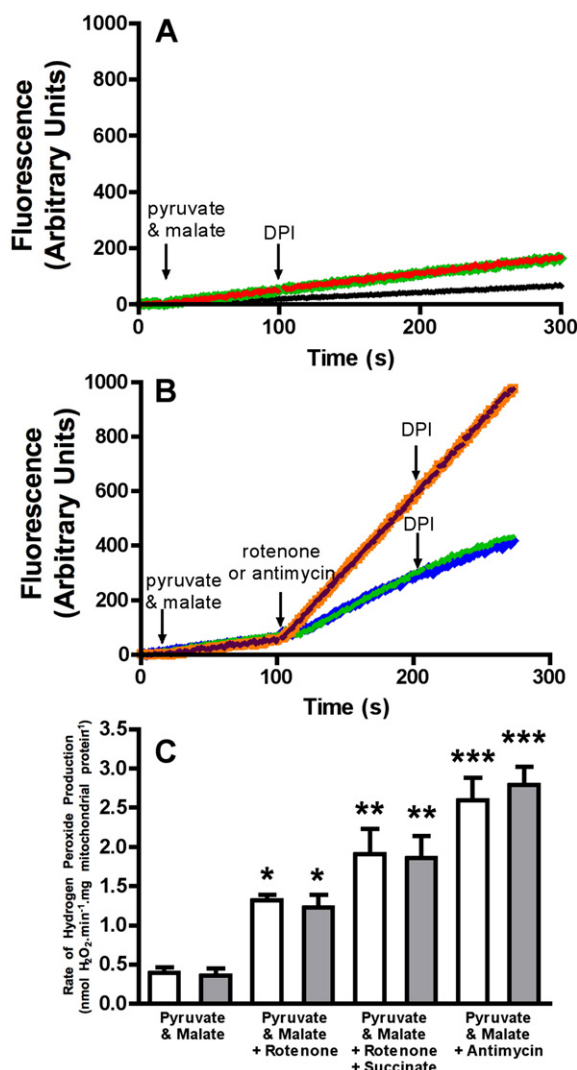 A
Fluorescence
(Arbitrary Units)
1000
800
600
400
200
0
pyruvate
& malate
DPI
0
100
200
300
Time (s)
B
Fluorescence
(Arbitrary Units)
1000
800
600
400
200
0
DPI
DPI
rotenone
or antimycin
pyruvate
& malate
0
100
200
300
Time (s)
C
Rate of Hydrogen Peroxide Production
(nmol H2O2.min-1.mg mitochondrial protein1)
3.5
3.0
2.5
2.0
1.5
1.0
0.5
0.0
*
*
**
**
***
***
Pyruvate
& Malate
Pyruvate
& Malate
+ Rotenone
Pyruvate
& Malate
+ Rotenone
+ Succinate
Pyruvate
& Malate
+ Antimycin